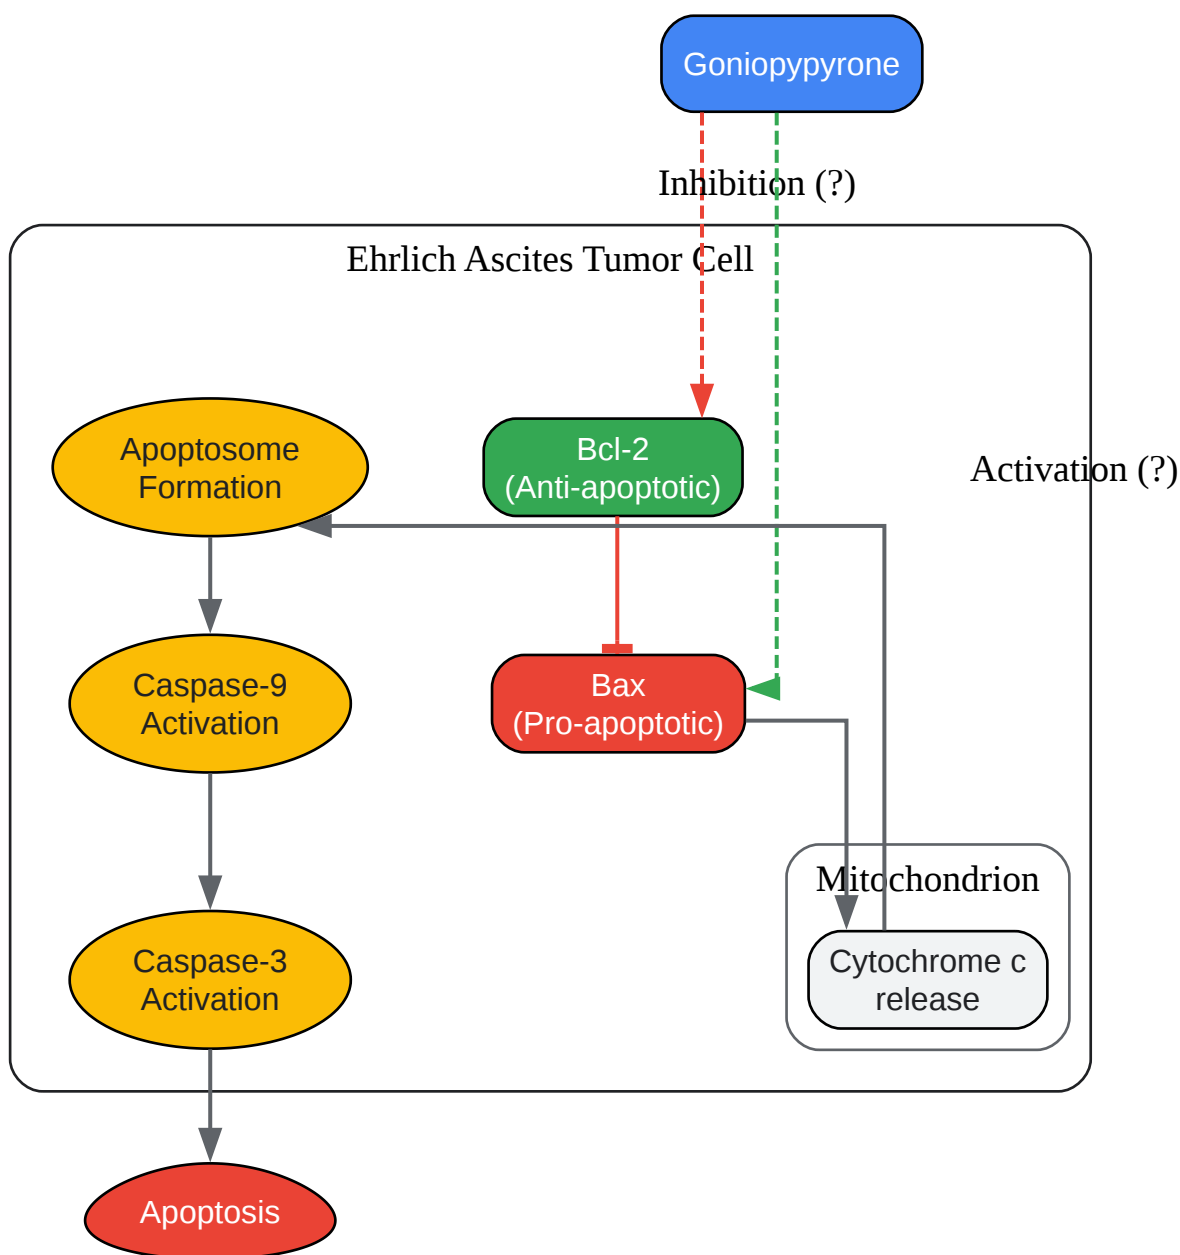 Goniopypyrone
Inhibition (?)
Ehrlich Ascites Tumor Cell
Apoptosome
Formation
Bcl-2
(Anti-apoptotic)
Activation (?)
Caspase-9
Activation
Bax
(Pro-apoptotic)
Mitochondrion
Cytochrome c
release
Caspase-3
Activation
Apoptosis